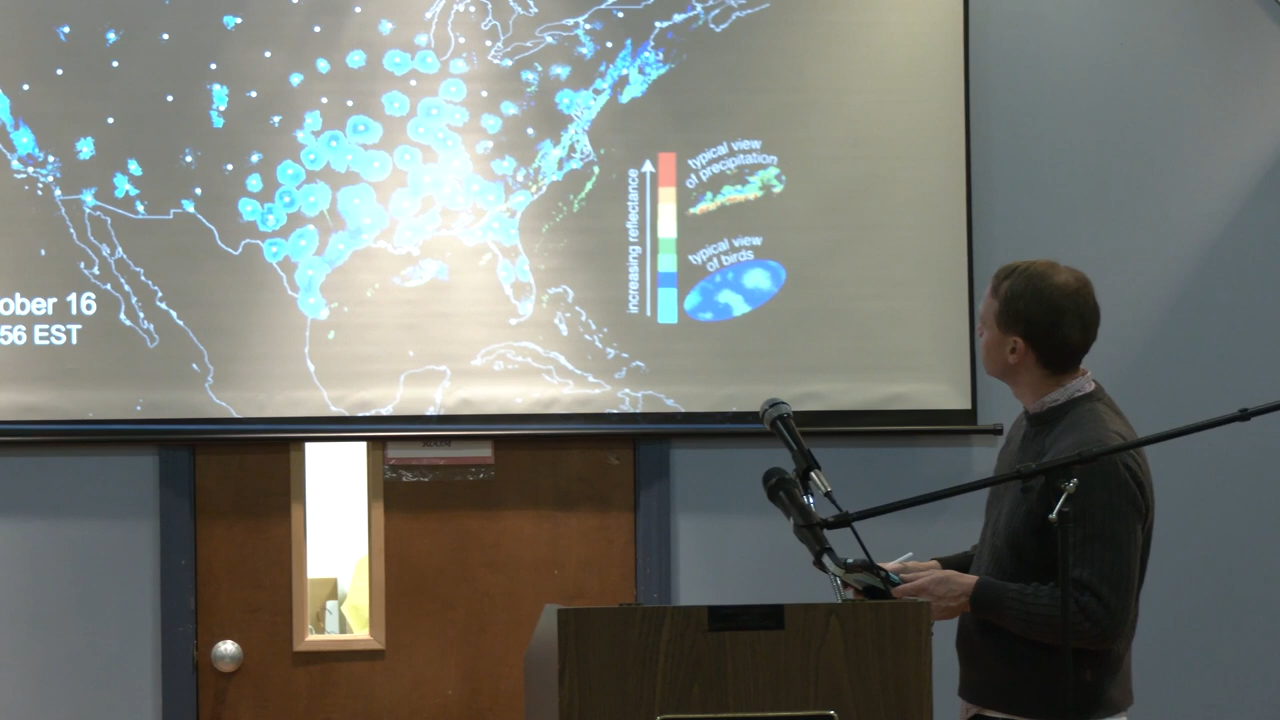 typical view
of precipitation
increasing reflectance
typical view
of birds
ober 16
56 EST